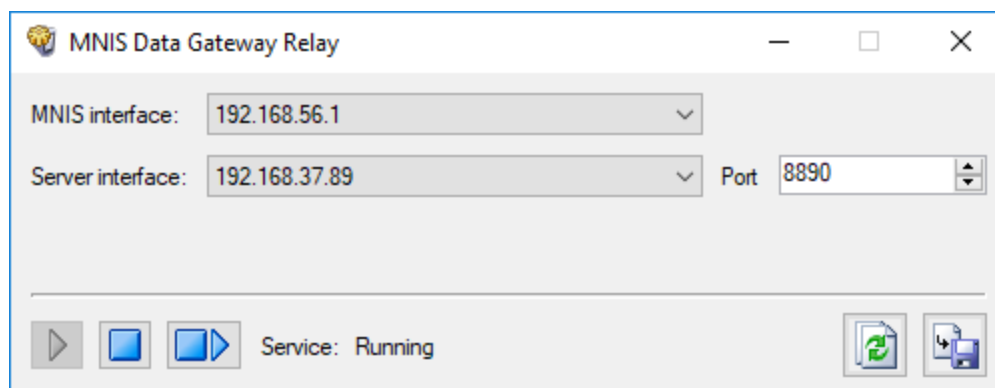 MNIS Data Gateway Relay
MNIS interface: 192.168.56.1
Server interface: 192.168.37.89 Port 8890
Service: Running